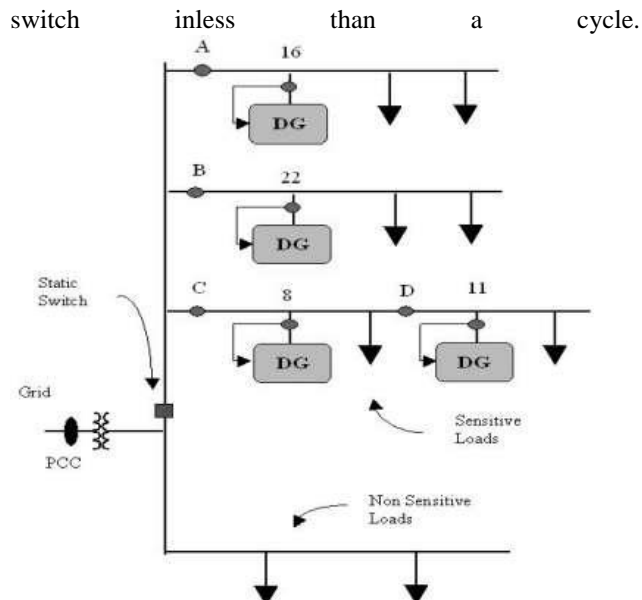 switch inless than a cycle.
A
16
DG
B
22
DG
Static
Switch
C
8
D
11
DG
DG
Grid
PCC
Sensitive
Loads
Non Sensitive
Loads